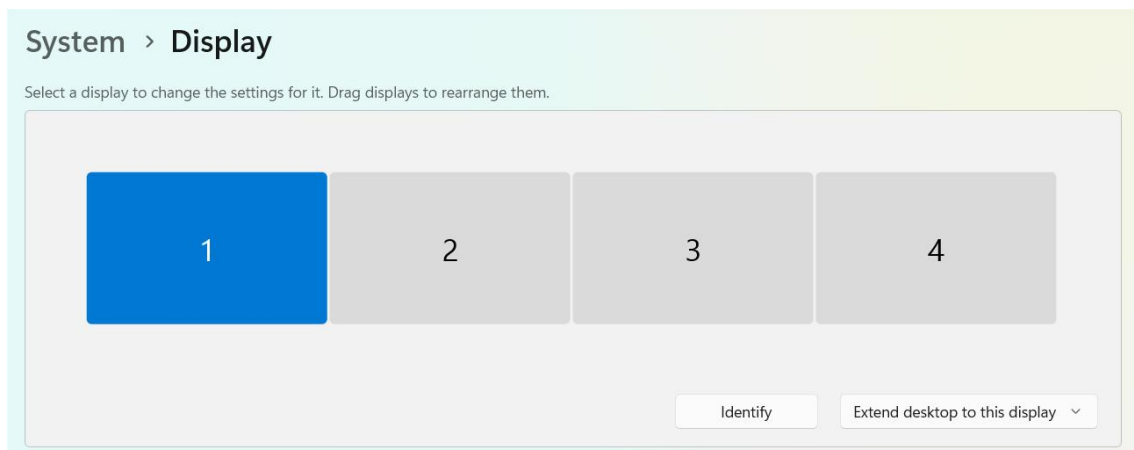 System > Display
Select a display to change the settings for it. Drag displays to rearrange them.
1 2 3 4
Identify Extend desktop to this display